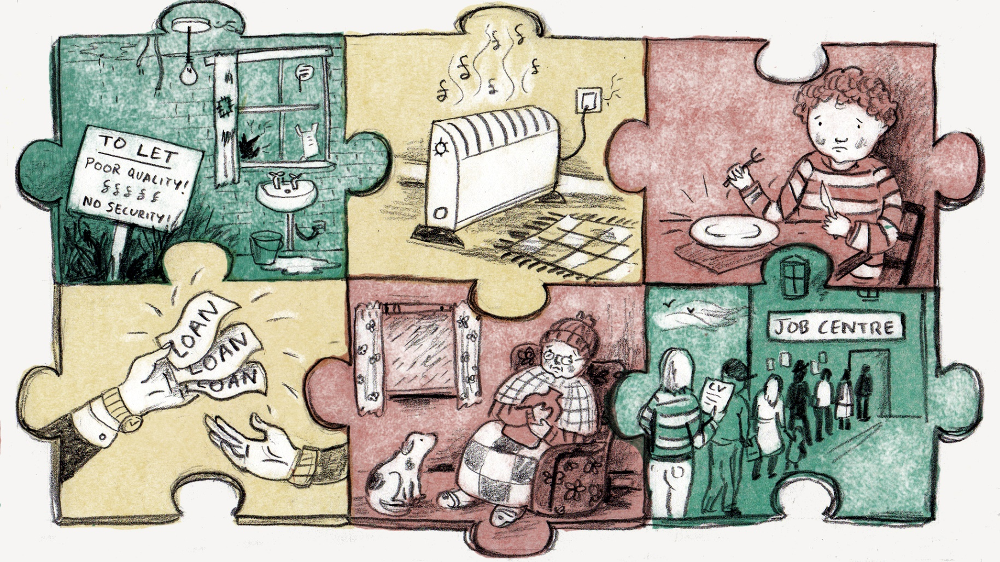 TO LET
POOR QUALITY!
£££££
NO SECURITY!
£
£
£
£
£
£
LOAN
LOAN
LOAN
JOB CENTRE
CV